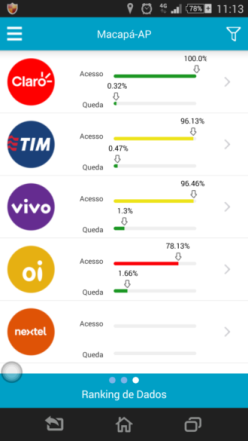 4G 78% 11:13
Macapá-AP
100.0%
Claro Acesso
0.32%
Queda
96.13%
TIM Acesso
0.47%
Queda
96.46%
vivo Acesso
1.3%
Queda
78.13%
oi Acesso
1.66%
Queda
nextel Acesso
Queda
Ranking de Dados